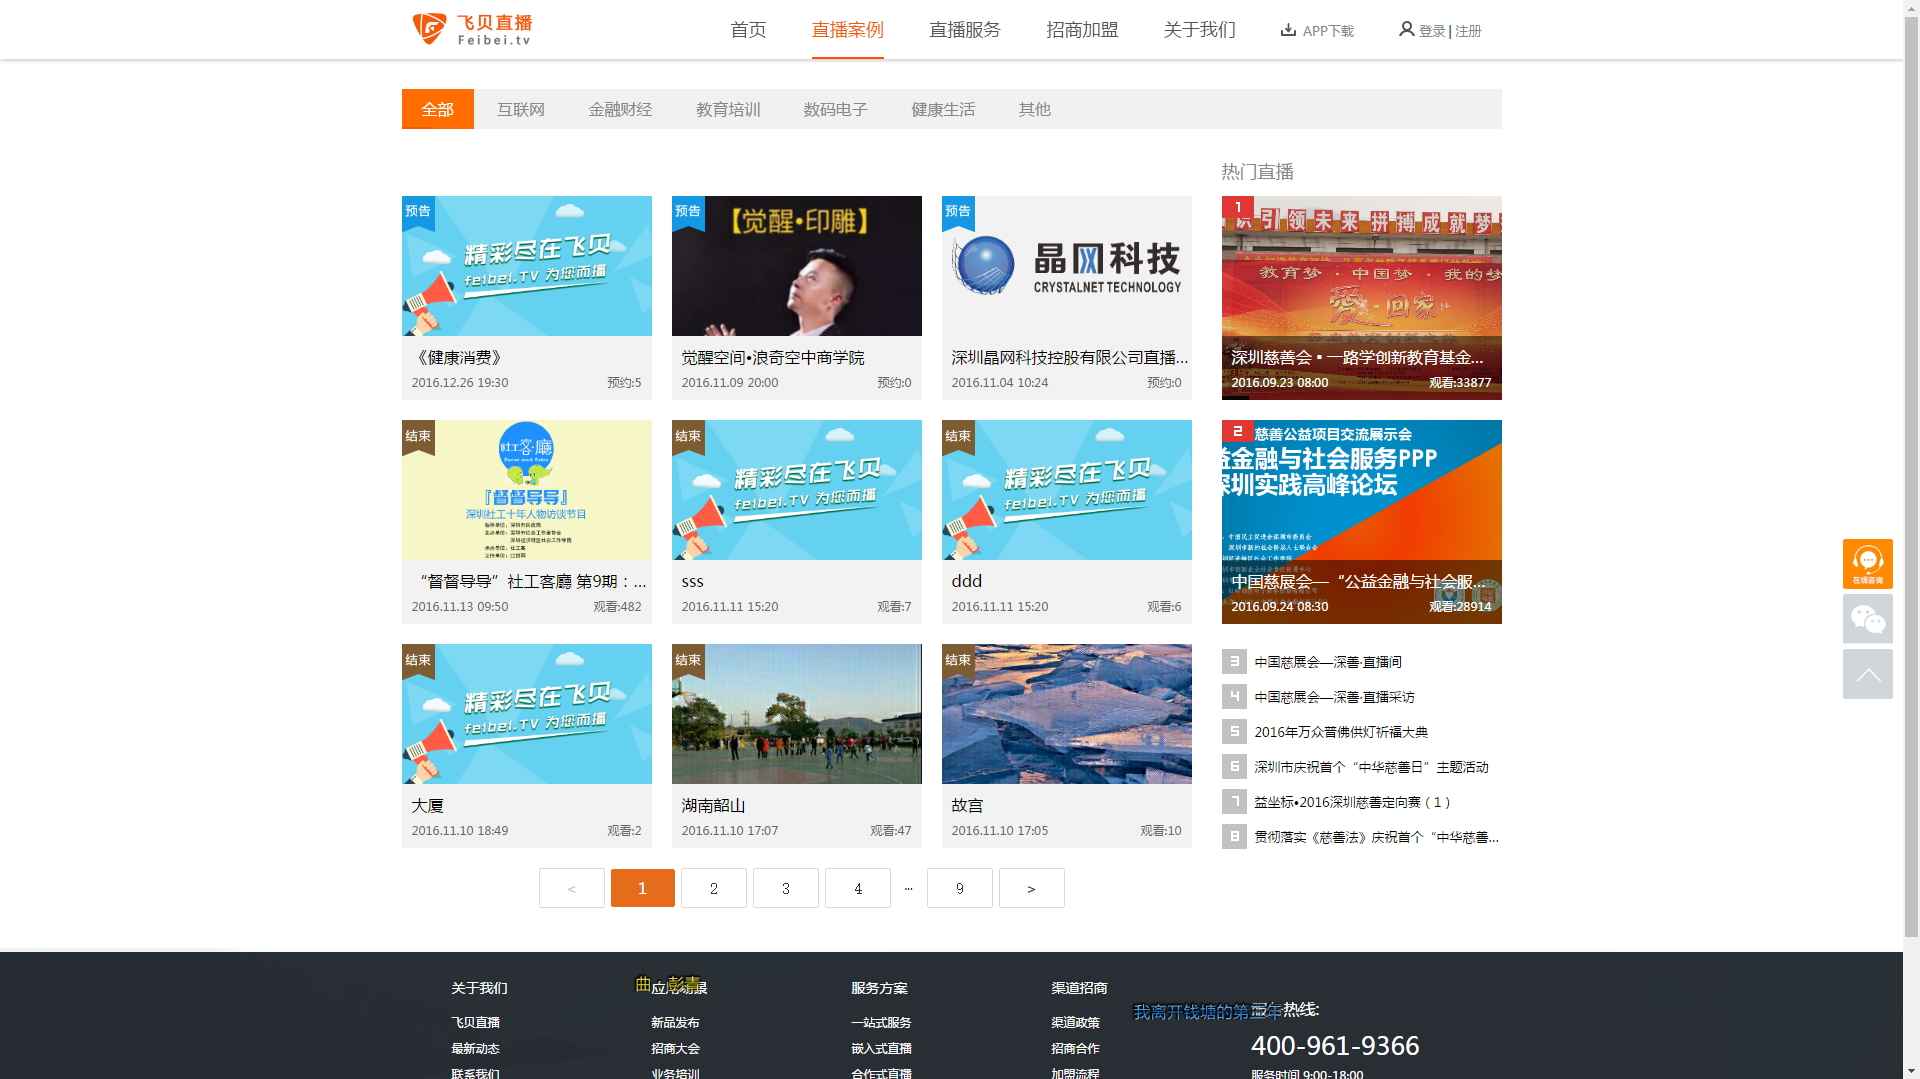 飞贝直播
Feibei.tv
首页
直播案例
直播服务
招商加盟
关于我们
APP下载
登录 | 注册
全部
互联网
金融财经
教育培训
数码电子
健康生活
其他
热门直播
预告
精彩尽在飞贝
feibei.TV 为您而播
《健康消费》
2016.12.26 19:30
预约:5
预告
【觉醒•印雕】
觉醒空间•浪奇空中商学院
2016.11.09 20:00
预约:0
预告
晶网科技
CRYSTALNET TECHNOLOGY
深圳晶网科技控股有限公司直播...
2016.11.04 10:24
预约:0
1
引领未来拼搏成就梦
教育梦·中国梦·我的梦
爱·回家
深圳慈善会 • 一路学创新教育基金...
2016.09.23 08:00
观看:33877
结束
社工客廳
『督督导导』
深圳社工十年人物访谈节目
“督督导导”社工客廳 第9期：...
2016.11.13 09:50
观看:482
结束
精彩尽在飞贝
feibei.TV 为您而播
sss
2016.11.11 15:20
观看:7
结束
精彩尽在飞贝
feibei.TV 为您而播
ddd
2016.11.11 15:20
观看:6
2
慈善公益项目交流展示会
益金融与社会服务PPP
深圳实践高峰论坛
中国慈展会—“公益金融与社会服...
2016.09.24 08:30
观看:28914
结束
精彩尽在飞贝
feibei.TV 为您而播
大厦
2016.11.10 18:49
观看:2
结束
湖南韶山
2016.11.10 17:07
观看:47
结束
故宫
2016.11.10 17:05
观看:10
3 中国慈展会—深善·直播间
4 中国慈展会—深善·直播采访
5 2016年万众普佛供灯祈福大典
6 深圳市庆祝首个“中华慈善日”主题活动
7 益坐标•2016深圳慈善定向赛（1）
8 贯彻落实《慈善法》庆祝首个“中华慈善...
< 1 2 3 4 ... 9 >
在线咨询
关于我们
飞贝直播
最新动态
联系我们
曲
彭青
新品发布
招商大会
业务培训
服务方案
一站式服务
嵌入式直播
合作式直播
渠道招商
渠道政策
招商合作
加盟流程
我离开钱塘的第三年
热线:
400-961-9366
服务时间 9:00-18:00